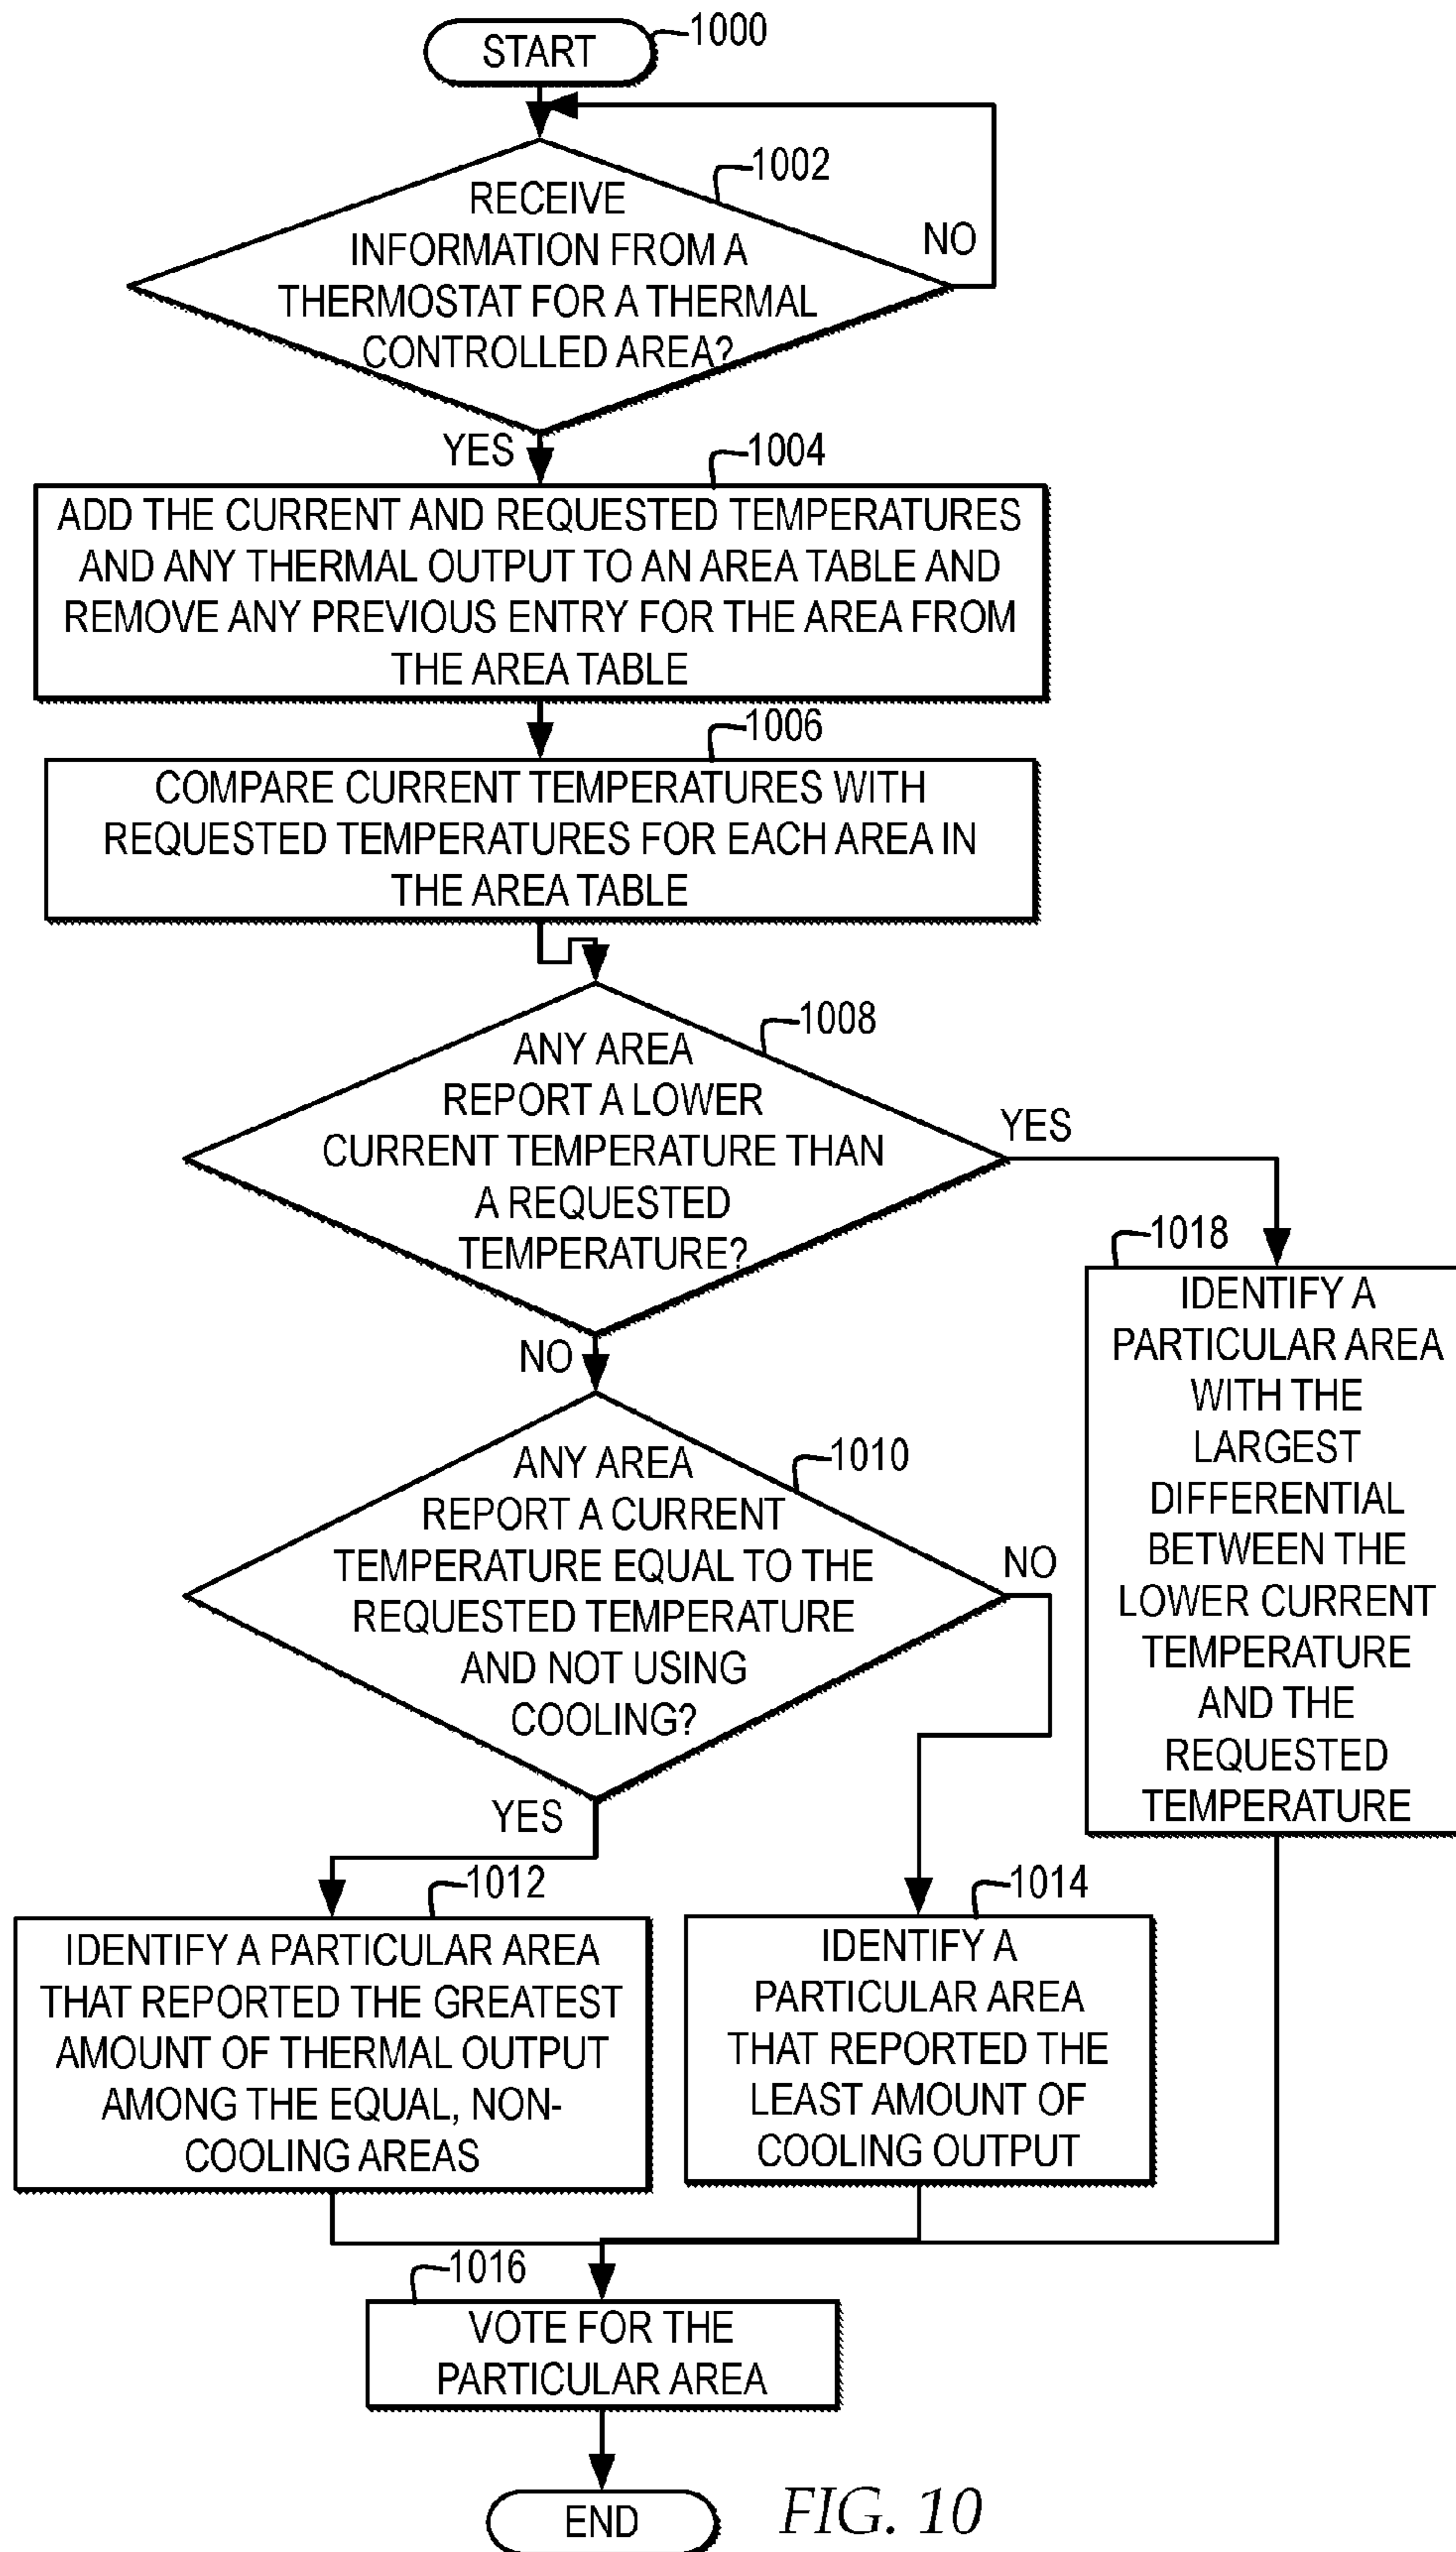 START
1000
1002
RECEIVE
INFORMATION FROM A
THERMOSTAT FOR A THERMAL
CONTROLLED AREA?
NO
YES
1004
ADD THE CURRENT AND REQUESTED TEMPERATURES
AND ANY THERMAL OUTPUT TO AN AREA TABLE AND
REMOVE ANY PREVIOUS ENTRY FOR THE AREA FROM
THE AREA TABLE
1006
COMPARE CURRENT TEMPERATURES WITH
REQUESTED TEMPERATURES FOR EACH AREA IN
THE AREA TABLE
1008
ANY AREA
REPORT A LOWER
CURRENT TEMPERATURE THAN
A REQUESTED
TEMPERATURE?
YES
NO
1018
IDENTIFY A
PARTICULAR AREA
WITH THE
LARGEST
DIFFERENTIAL
BETWEEN THE
LOWER CURRENT
TEMPERATURE
AND THE
REQUESTED
TEMPERATURE
1010
ANY AREA
REPORT A CURRENT
TEMPERATURE EQUAL TO THE
REQUESTED TEMPERATURE
AND NOT USING
COOLING?
NO
YES
1012
IDENTIFY A PARTICULAR AREA
THAT REPORTED THE GREATEST
AMOUNT OF THERMAL OUTPUT
AMONG THE EQUAL, NON-
COOLING AREAS
1014
IDENTIFY A
PARTICULAR AREA
THAT REPORTED THE
LEAST AMOUNT OF
COOLING OUTPUT
1016
VOTE FOR THE
PARTICULAR AREA
END
FIG. 10